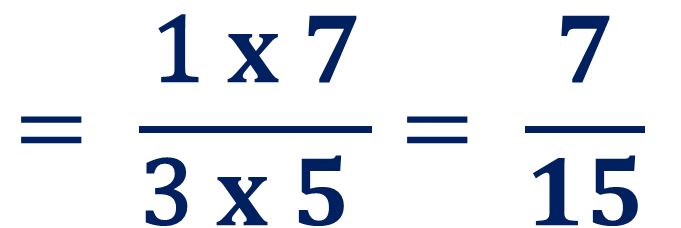 = 1 x 7 / 3 x 5 = 7 / 15